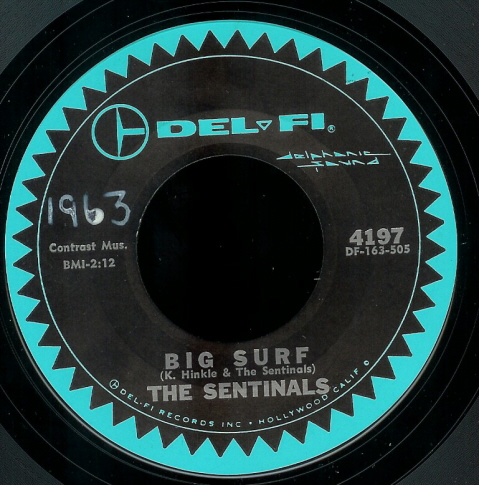 DEL-FI®
delphonic sound
1963
Contrast Mus.
BMI-2:12
4197
DF-163-505
BIG SURF
(K. Hinkle & The Sentinals)
THE SENTINALS
DEL-FI RECORDS INC • HOLLYWOOD CALIF ©